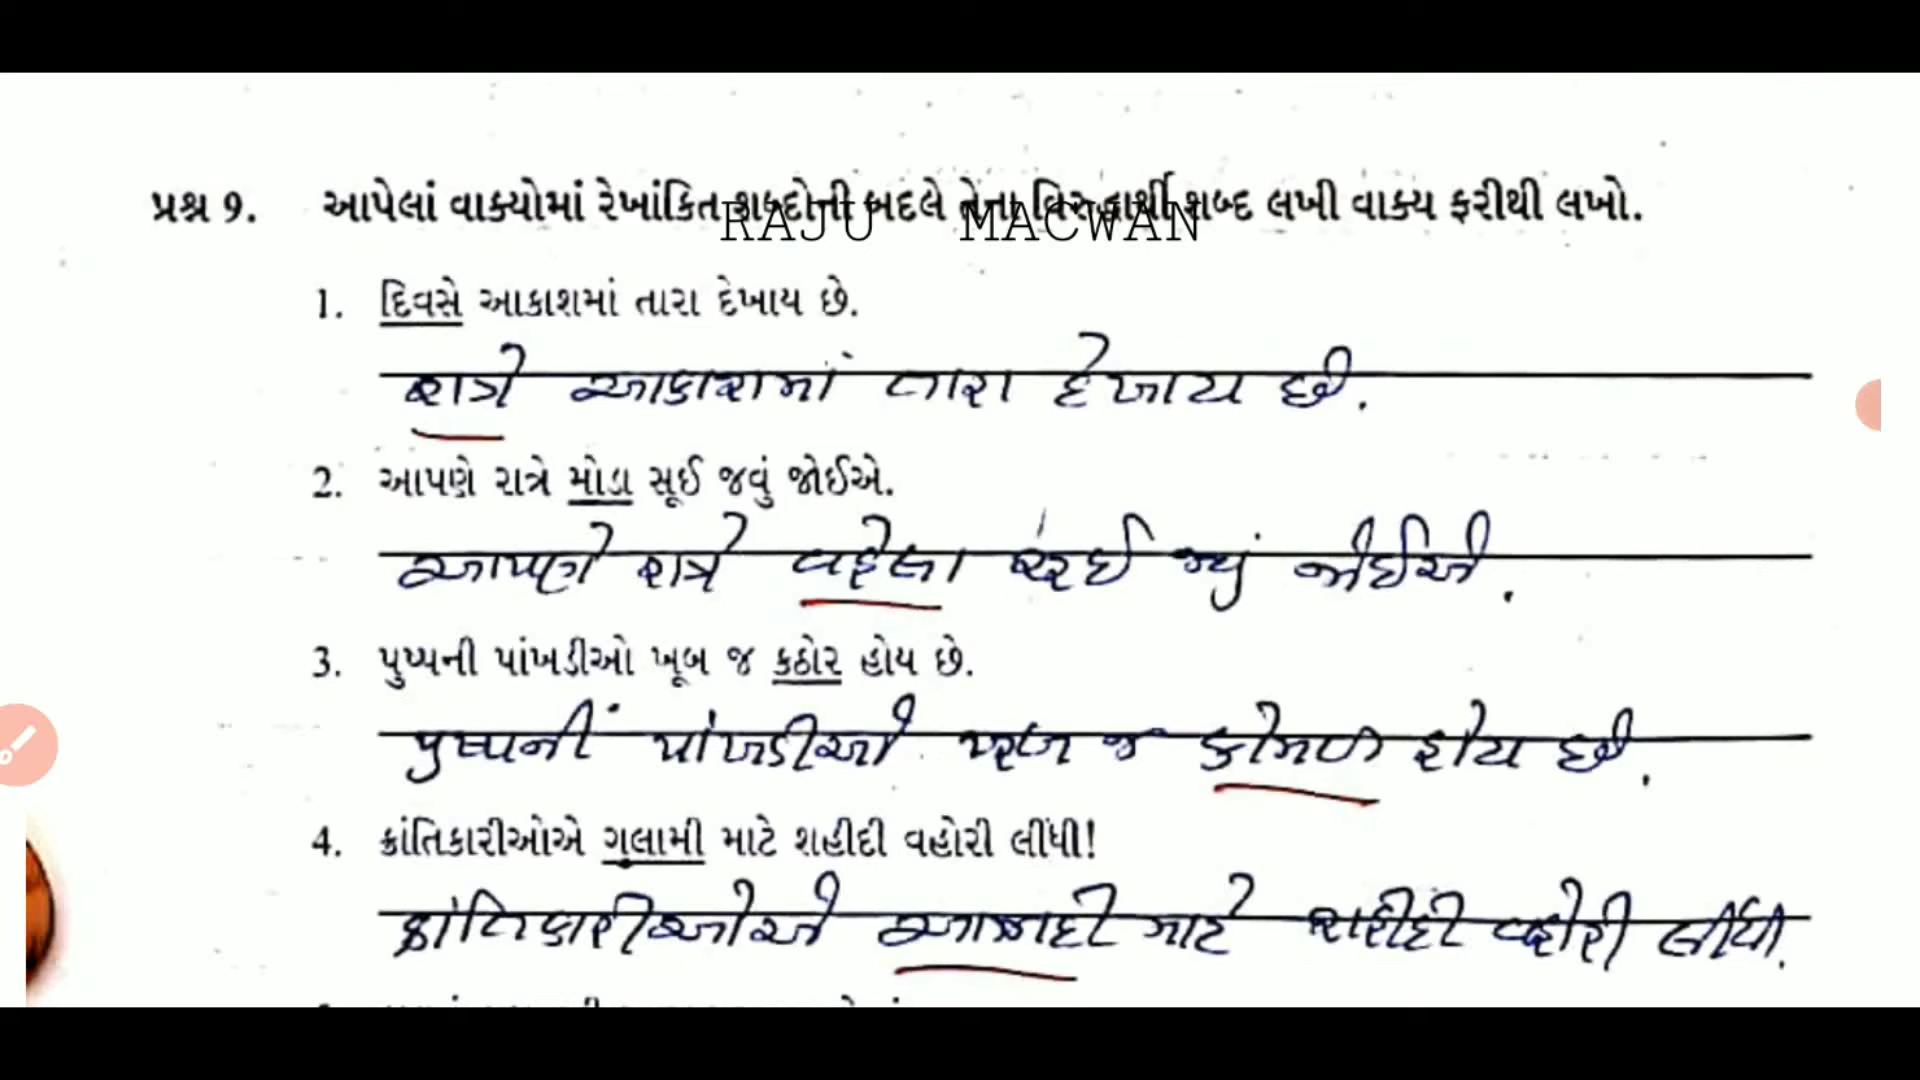 પ્રશ્ન 9. આપેલાં વાક્યોમાં રેખાંકિત શબ્દોની બદલે તેના વિરુદ્ધાર્થી શબ્દ લખી વાક્ય ફરીથી લખો.
RAJU MACWAN
1. દિવસે આકાશમાં તારા દેખાય છે.
રાત્રે આકાશમાં તારા દેખાય છે.
2. આપણે રાત્રે મોડા સૂઈ જવું જોઈએ.
આપણે રાત્રે વહેલા સૂઈ જવું જોઈએ.
3. પુષ્પની પાંખડીઓ ખૂબ જ કઠોર હોય છે.
પુષ્પની પાંખડીઓ ખૂબ જ કોમળ હોય છે.
4. ક્રાંતિકારીઓએ ગુલામી માટે શહીદી વહોરી લીધી!
ક્રાંતિકારીઓએ આઝાદી માટે શહીદી વહોરી લીધી.